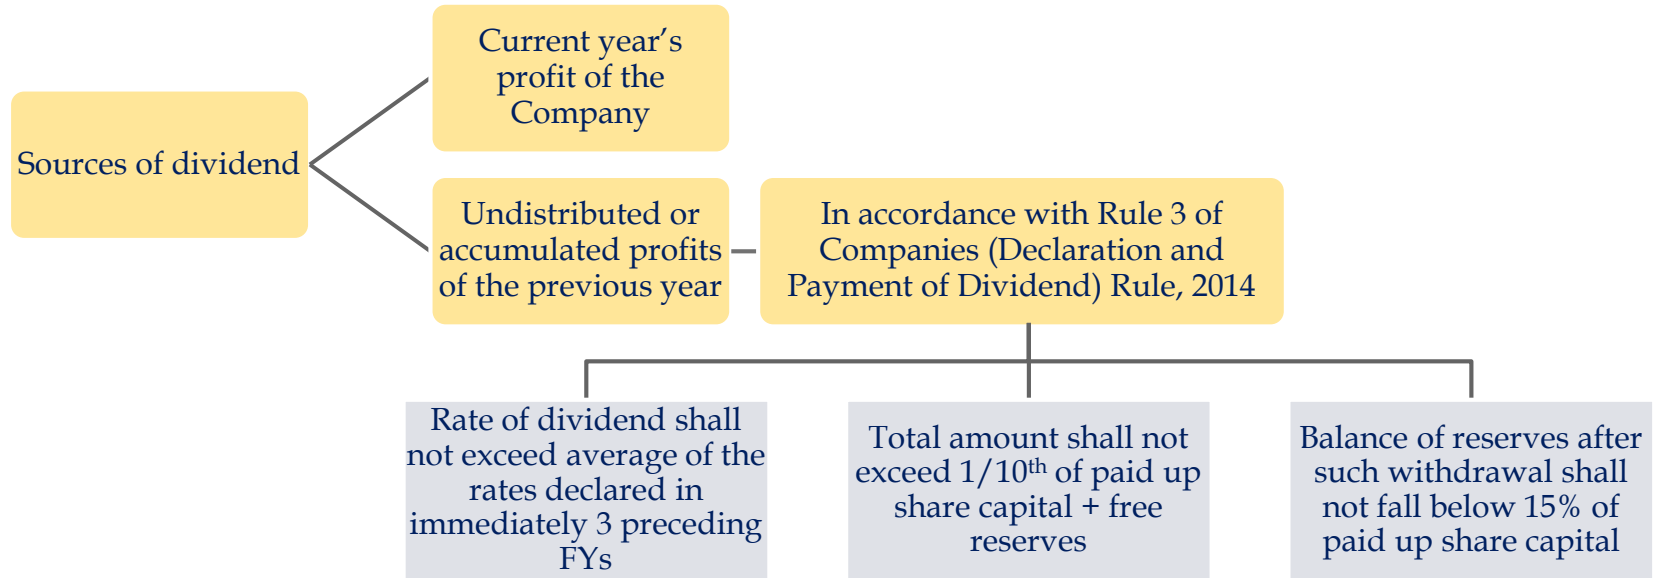 Sources of dividend
Current year’s
profit of the
Company
Undistributed or
accumulated profits
of the previous year
In accordance with Rule 3 of
Companies (Declaration and
Payment of Dividend) Rule, 2014
Rate of dividend shall
not exceed average of the
rates declared in
immediately 3 preceding
FYs
Total amount shall not
exceed 1/10th of paid up
share capital + free
reserves
Balance of reserves after
such withdrawal shall
not fall below 15% of
paid up share capital